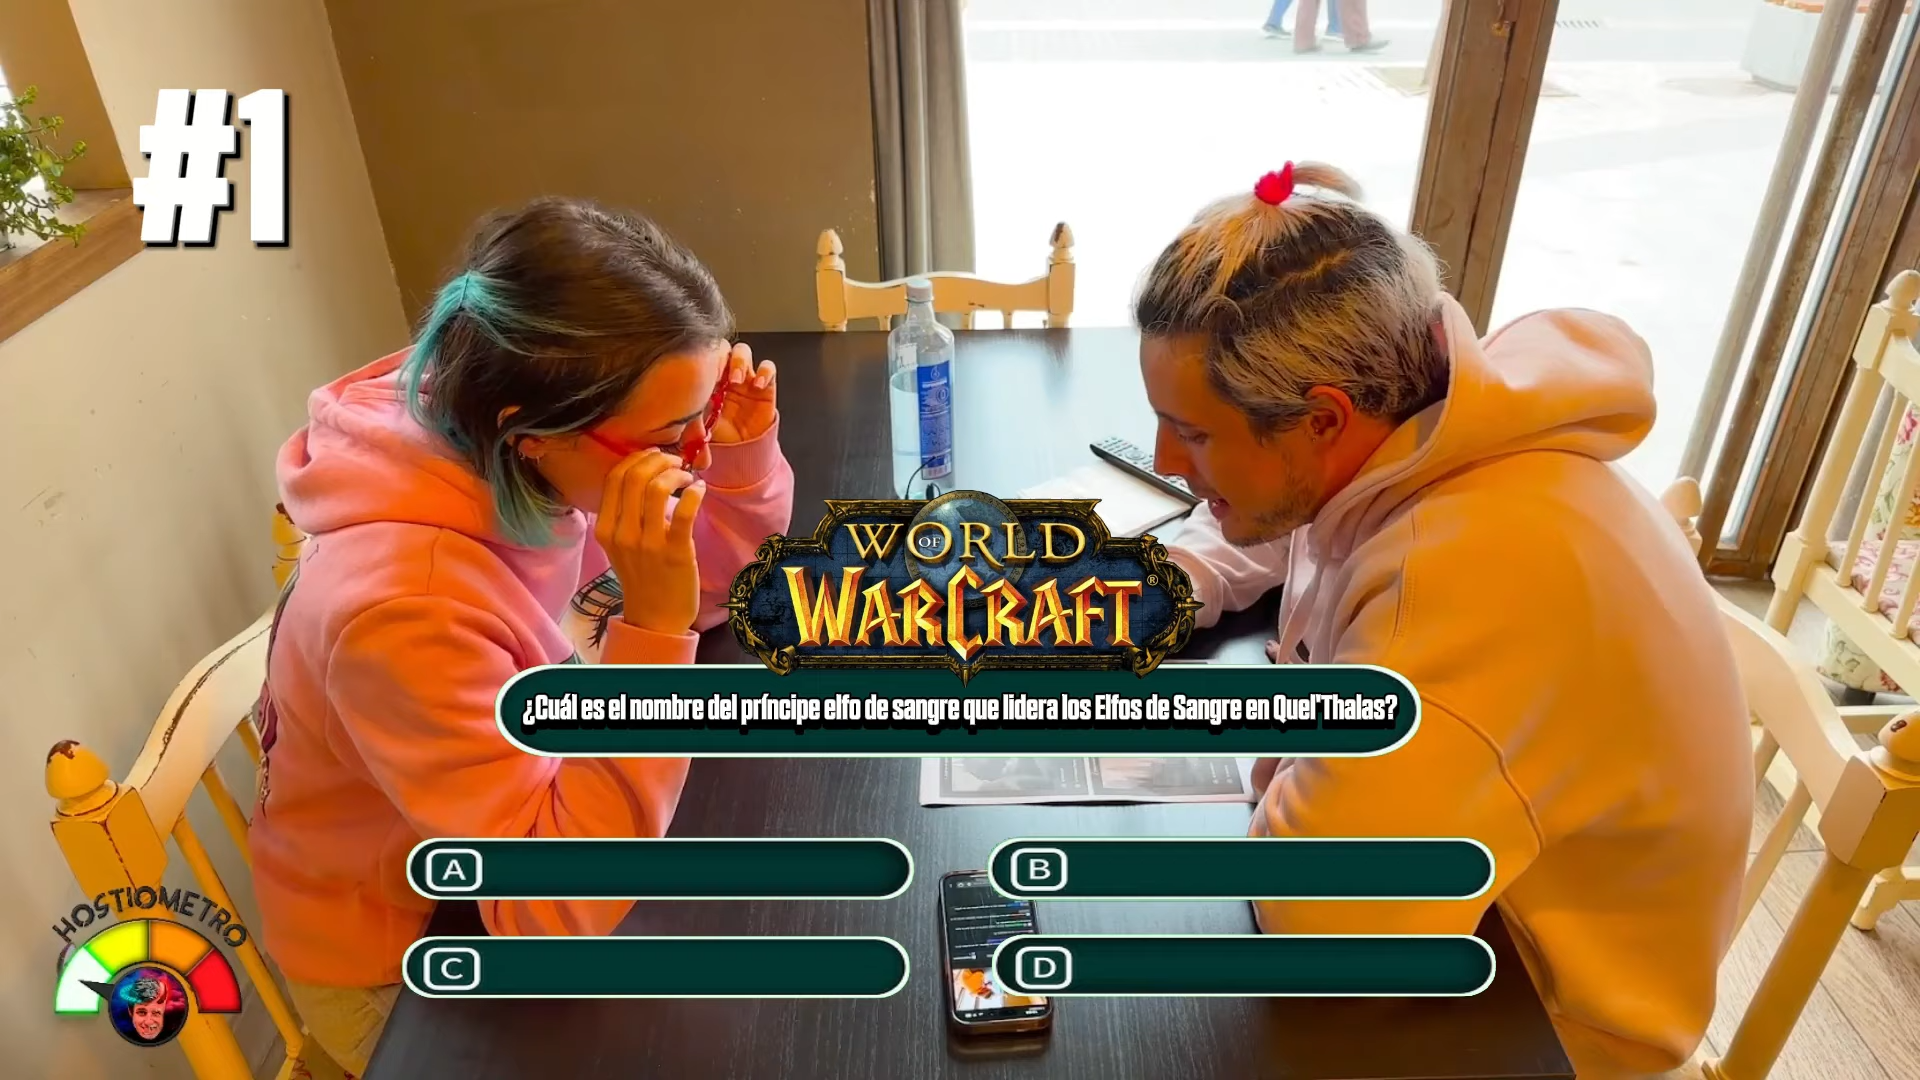 #1
WORLD
OF
WARCRAFT®
¿Cuál es el nombre del príncipe elfo de sangre que lidera los Elfos de Sangre en Quel'Thalas?
A
B
C
D
HOSTIOMETRO